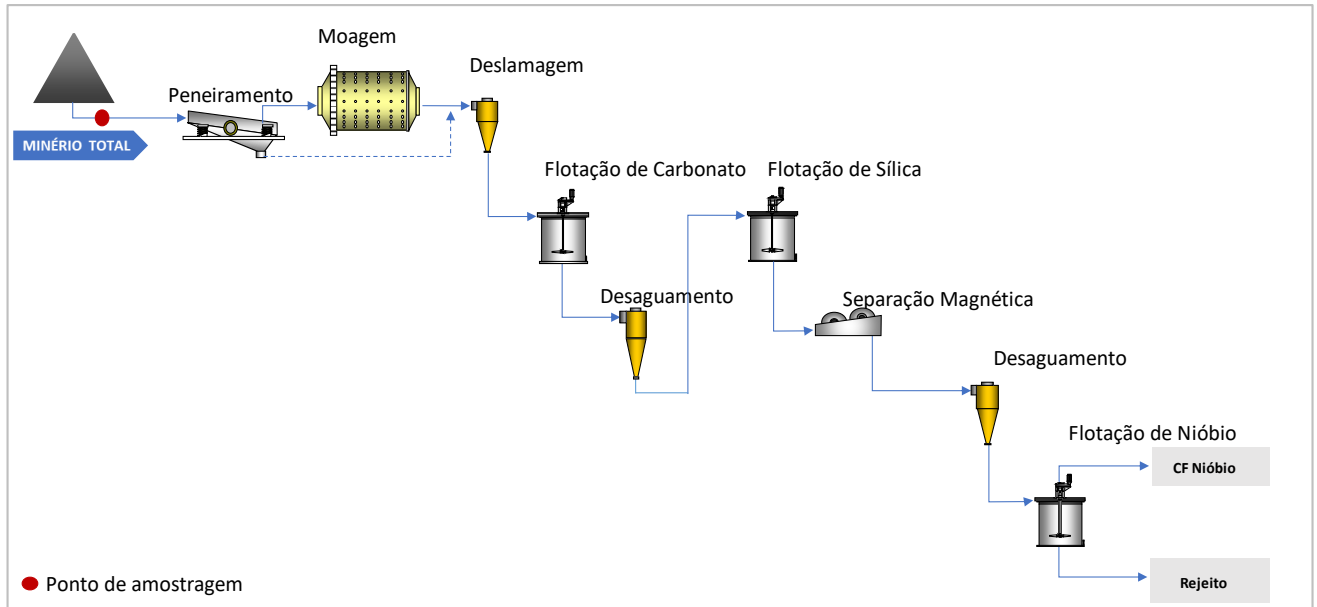 Moagem
Deslamagem
Peneiramento
MINÉRIO TOTAL
Flotação de Carbonato
Flotação de Sílica
Desaguamento
Separação Magnética
Desaguamento
Flotação de Nióbio
CF Nióbio
Rejeito
Ponto de amostragem